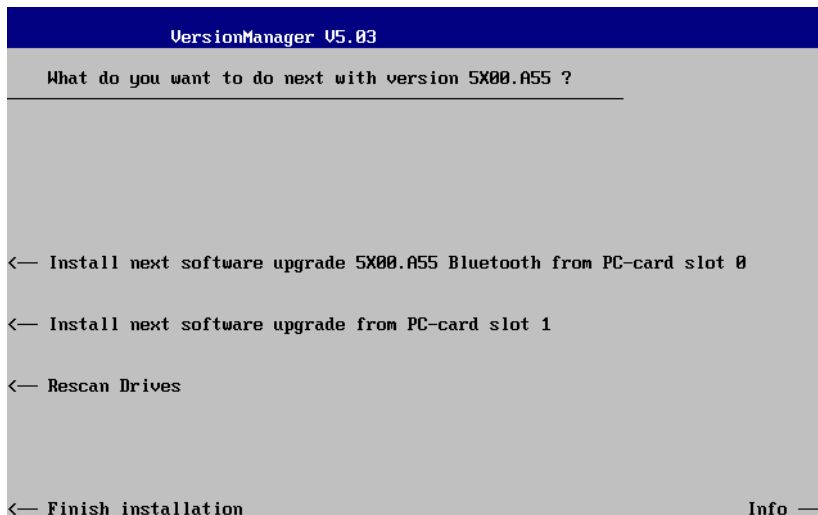 VersionManager V5.03
What do you want to do next with version 5X00.A55 ?
<── Install next software upgrade 5X00.A55 Bluetooth from PC-card slot 0
<── Install next software upgrade from PC-card slot 1
<── Rescan Drives
<── Finish installation Info ──